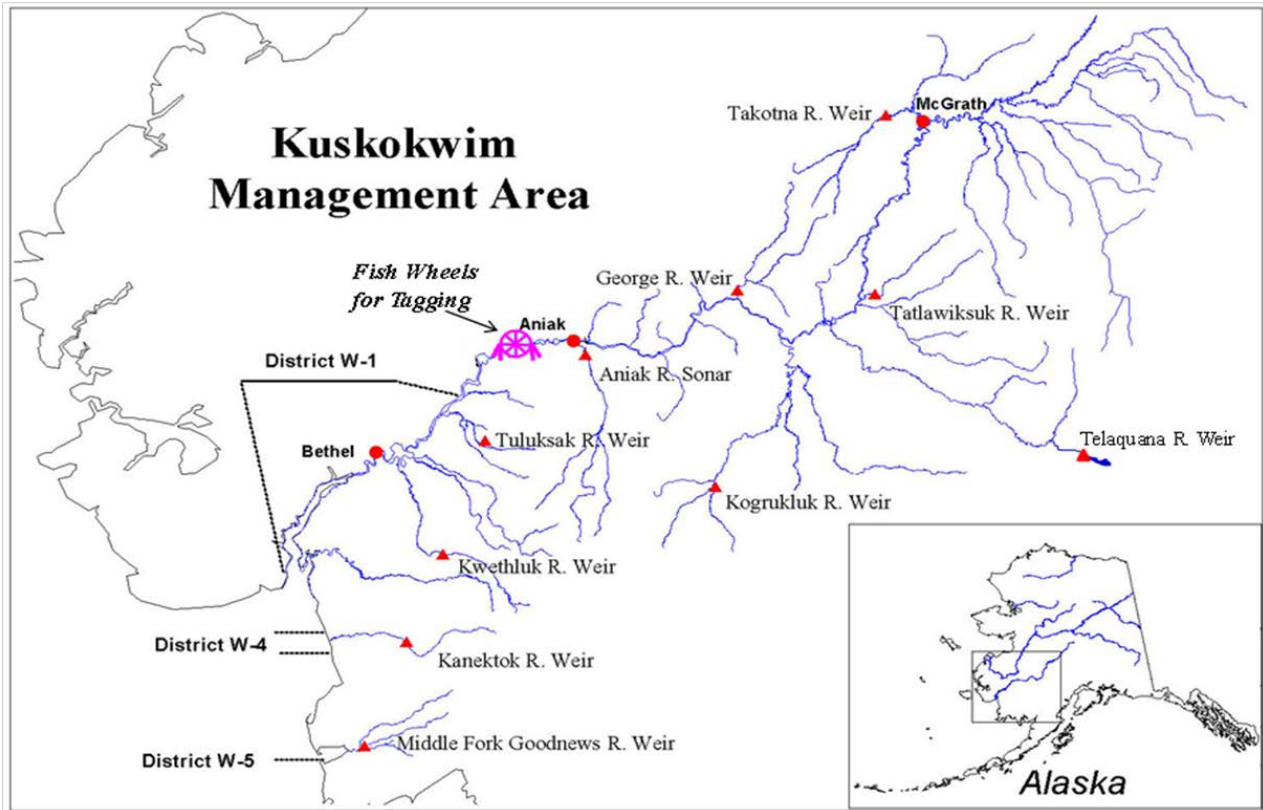 Kuskokwim
Management Area
Takotna R. Weir
McGrath
Fish Wheels
for Tagging
George R. Weir
Tatlawiksuk R. Weir
Aniak
District W-1
Aniak R. Sonar
Tuluksak R. Weir
Bethel
Telaquana R. Weir
Kogrukluk R. Weir
Kwethluk R. Weir
District W-4
Kanektok R. Weir
Middle Fork Goodnews R. Weir
District W-5
Alaska